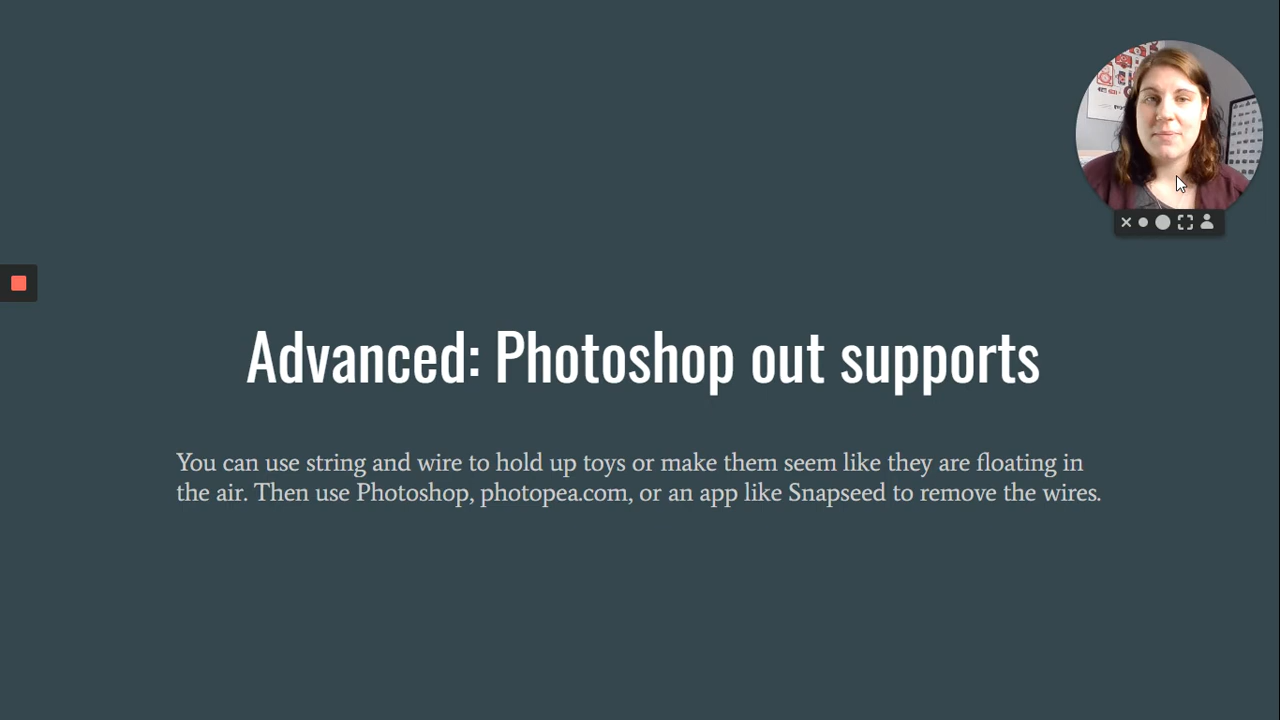 Advanced: Photoshop out supports
You can use string and wire to hold up toys or make them seem like they are floating in
the air. Then use Photoshop, photopea.com, or an app like Snapseed to remove the wires.